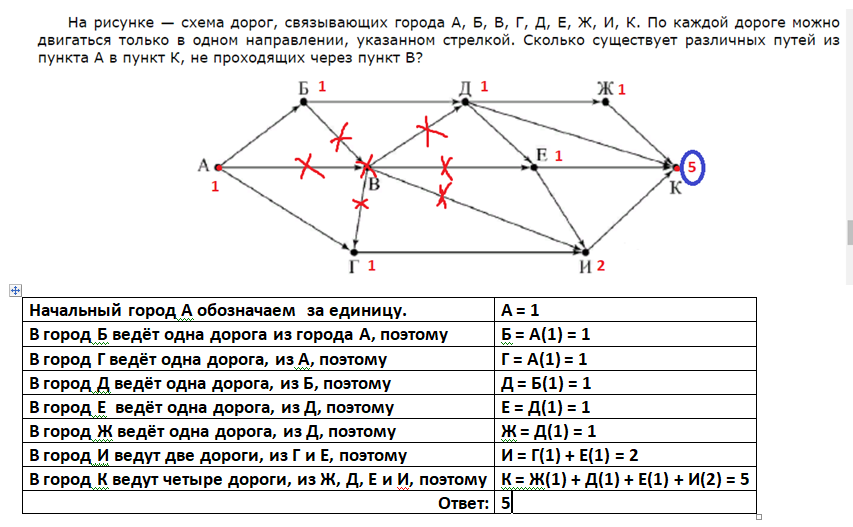 На рисунке — схема дорог, связывающих города А, Б, В, Г, Д, Е, Ж, И, К. По каждой дороге можно
двигаться только в одном направлении, указанном стрелкой. Сколько существует различных путей из
пункта А в пункт К, не проходящих через пункт В?
Б 1
Д 1
Ж 1
А
1
В
Е 1
К
5
Г 1
И 2
Начальный город А обозначаем за единицу. А = 1
В город Б ведёт одна дорога из города А, поэтому Б = А(1) = 1
В город Г ведёт одна дорога, из А, поэтому Г = А(1) = 1
В город Д ведёт одна дорога, из Б, поэтому Д = Б(1) = 1
В город Е ведёт одна дорога, из Д, поэтому Е = Д(1) = 1
В город Ж ведёт одна дорога, из Д, поэтому Ж = Д(1) = 1
В город И ведут две дороги, из Г и Е, поэтому И = Г(1) + Е(1) = 2
В город К ведут четыре дороги, из Ж, Д, Е и И, поэтому К = Ж(1) + Д(1) + Е(1) + И(2) = 5
Ответ: 5